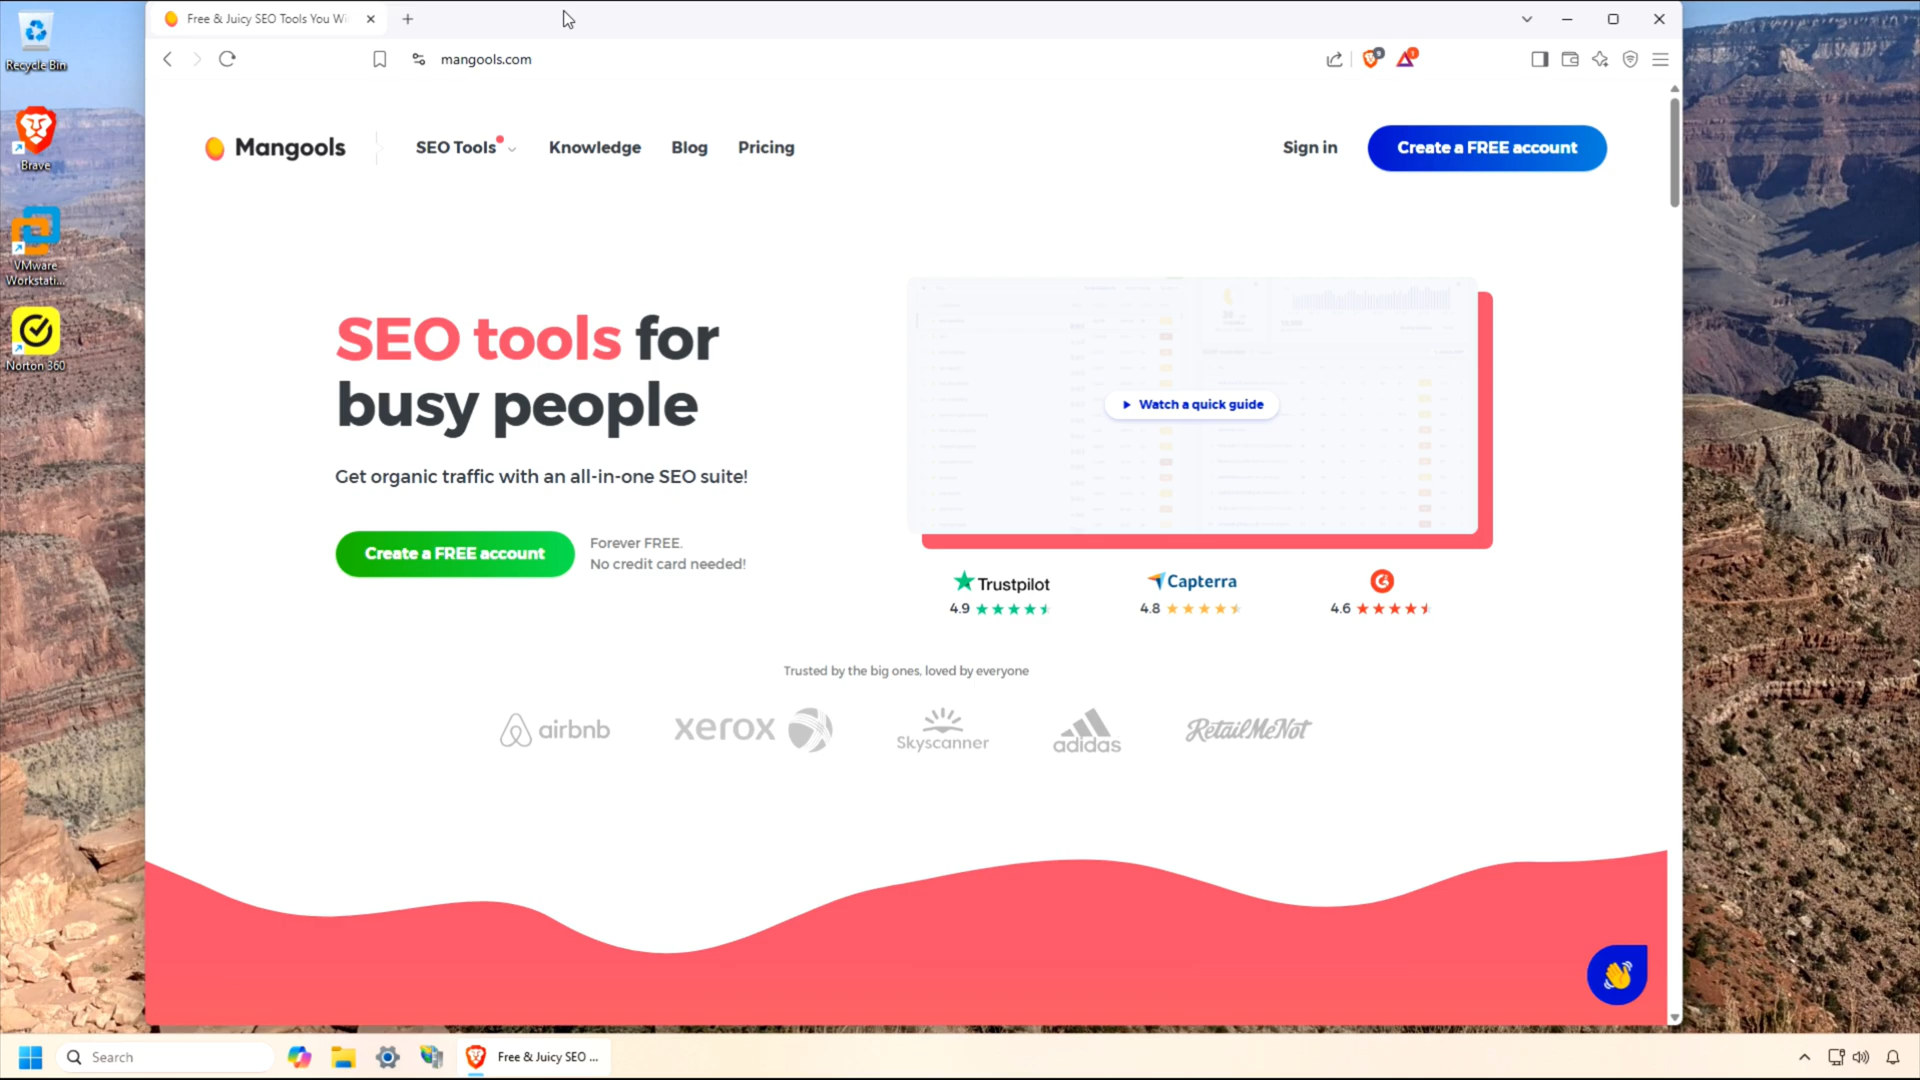 Recycle Bin
Brave
VMware
Workstati...
Norton 360
Free & Juicy SEO Tools You Wi
mangools.com
Mangools
SEO Tools
Knowledge
Blog
Pricing
Sign in
Create a FREE account
SEO tools for
busy people
Get organic traffic with an all-in-one SEO suite!
Create a FREE account
Forever FREE.
No credit card needed!
Watch a quick guide
Trustpilot
4.9
Capterra
4.8
4.6
Trusted by the big ones, loved by everyone
airbnb
xerox
Skyscanner
adidas
RetailMeNot
Search
Free & Juicy SEO ...